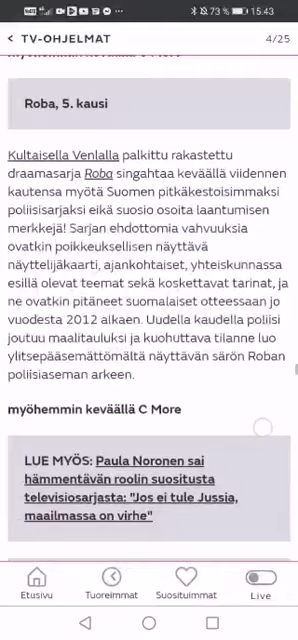 73 % 15.43
< TV-OHJELMAT 4/25
Roba, 5. kausi
Kultaisella Venlalla palkittu rakastettu
draamasarja Roba singahtaa keväällä viidennen
kautensa myötä Suomen pitkäkestoisimmaksi
poliisisarjaksi eikä suosio osoita laantumisen
merkkejä! Sarjan ehdottomia vahvuuksia
ovatkin poikkeuksellisen näyttävä
näyttelijäkaarti, ajankohtaiset, yhteiskunnassa
esillä olevat teemat sekä koskettavat tarinat, ja
ne ovatkin pitäneet suomalaiset otteessaan jo
vuodesta 2012 alkaen. Uudella kaudella poliisi
joutuu maalitauluksi ja kuohuttava tilanne luo
ylitsepääsemättömältä näyttävän särön Roban
poliisiaseman arkeen.
myöhemmin keväällä C More
LUE MYÖS: Paula Noronen sai
hämmentävän roolin suositusta
televisiosarjasta: "Jos ei tule Jussia,
maailmassa on virhe"
Etusivu Tuoreimmat Suosituimmat Live